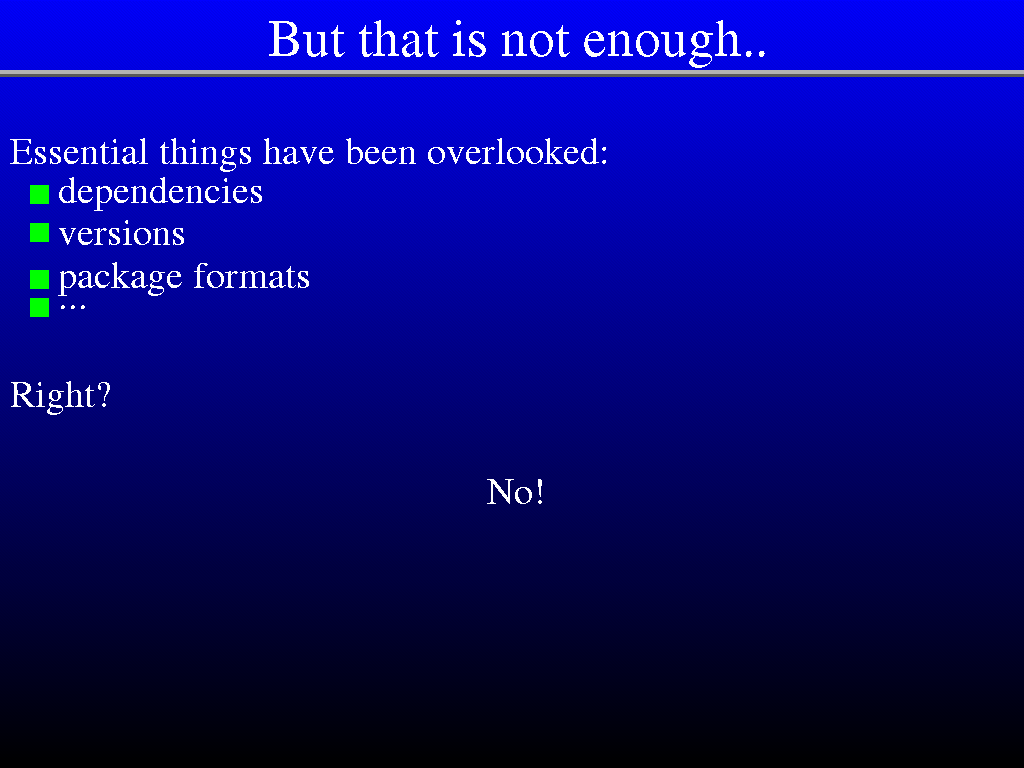 But that is not enough..
Essential things have been overlooked:
dependencies
versions
package formats
...
Right?
No!